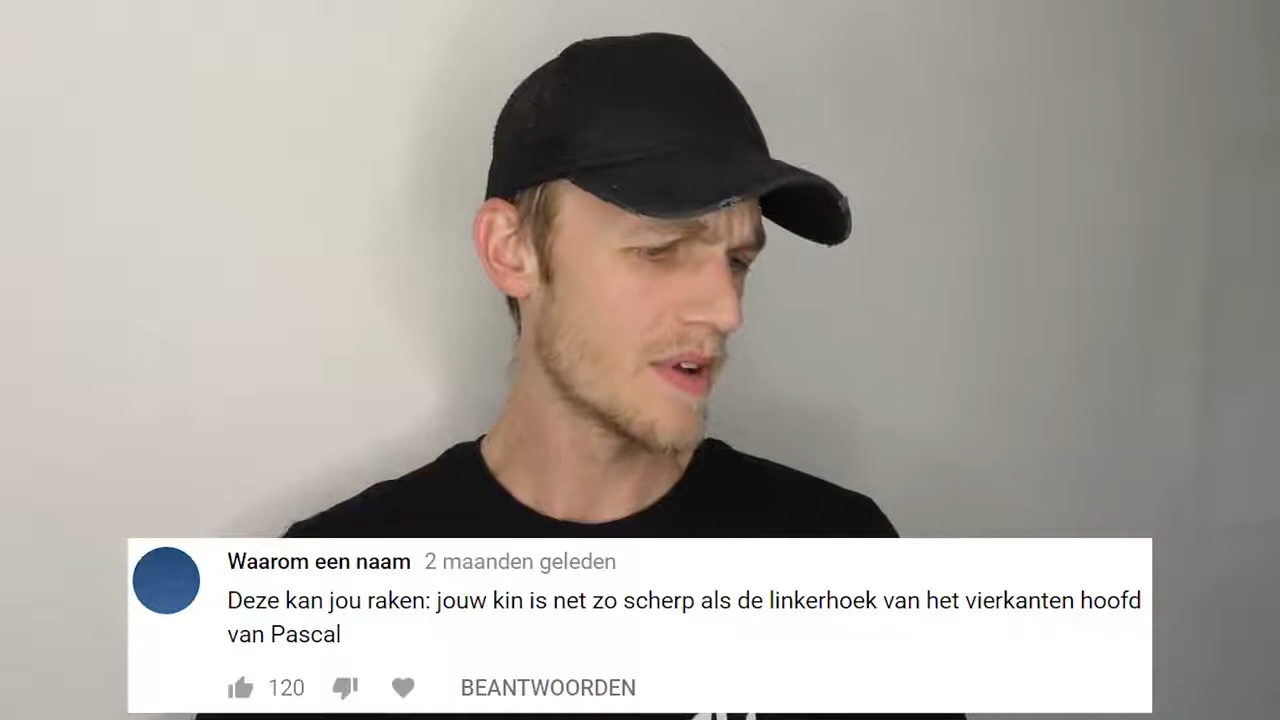 Waarom een naam 2 maanden geleden
Deze kan jou raken: jouw kin is net zo scherp als de linkerhoek van het vierkanten hoofd
van Pascal
120 BEANTWOORDEN